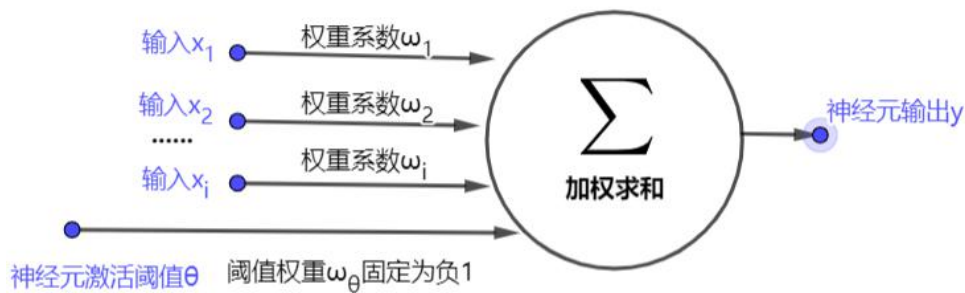 输入x₁ 权重系数ω₁
输入x₂ 权重系数ω₂
......
输入xᵢ 权重系数ωᵢ
∑
加权求和
神经元输出y
神经元激活阈值θ 阈值权重ω_θ固定为负1